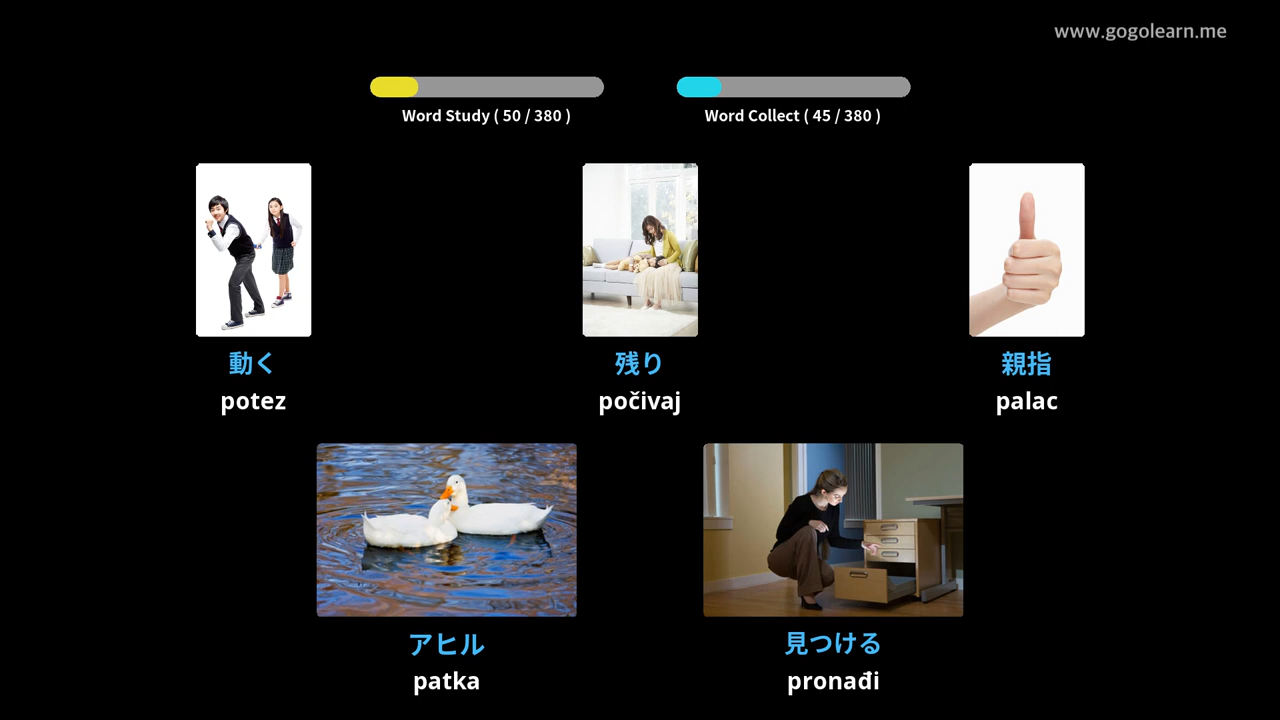 www.gogolearn.me
Word Study ( 50 / 380 )
Word Collect ( 45 / 380 )
動く
potez
残り
počivaj
親指
palac
アヒル
patka
見つける
pronađi